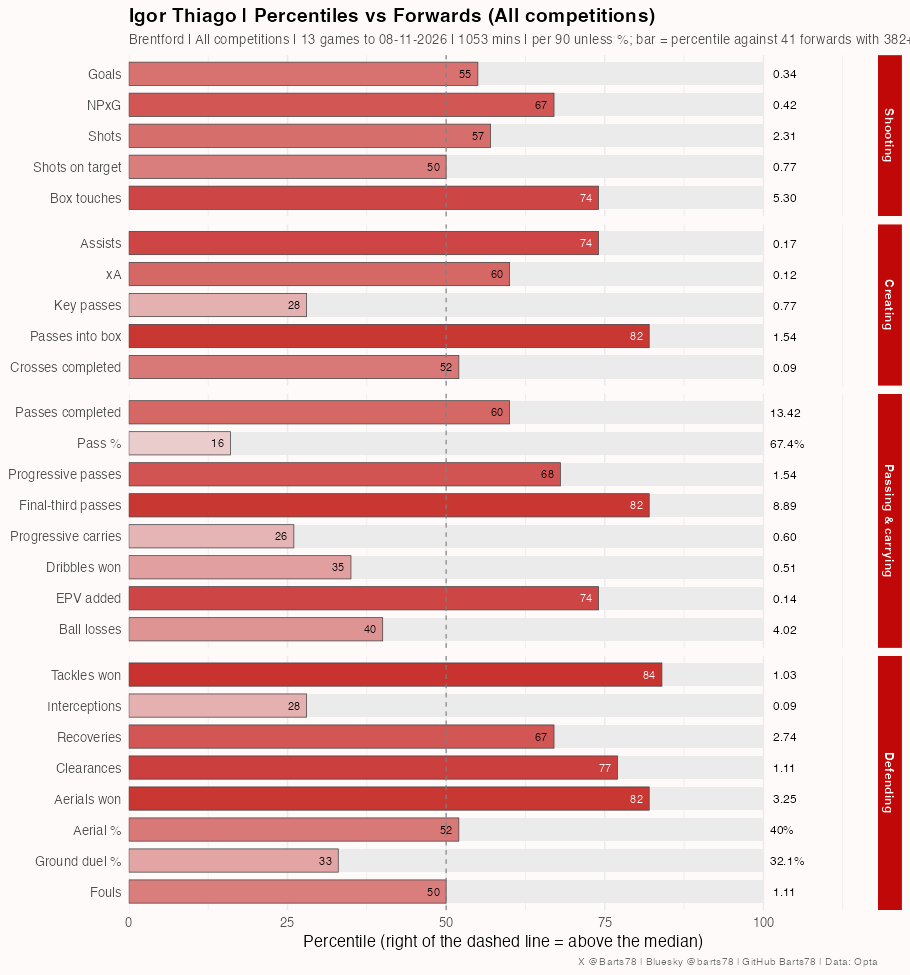 Igor Thiago | Percentiles vs Forwards (All competitions)
Brentford | All competitions | 13 games to 08-11-2026 | 1053 mins | per 90 unless %; bar = percentile against 41 forwards with 382+
Goals 55 0.34
NPxG 67 0.42
Shots 57 2.31
Shots on target 50 0.77
Box touches 74 5.30
Shooting
Assists 74 0.17
xA 60 0.12
Key passes 28 0.77
Passes into box 82 1.54
Crosses completed 52 0.09
Creating
Passes completed 60 13.42
Pass % 16 67.4%
Progressive passes 68 1.54
Final-third passes 82 8.89
Progressive carries 26 0.60
Dribbles won 35 0.51
EPV added 74 0.14
Ball losses 40 4.02
Passing & carrying
Tackles won 84 1.03
Interceptions 28 0.09
Recoveries 67 2.74
Clearances 77 1.11
Aerials won 82 3.25
Aerial % 52 40%
Ground duel % 33 32.1%
Fouls 50 1.11
Defending
0 25 50 75 100
Percentile (right of the dashed line = above the median)
X @Barts78 | Bluesky @barts78 | GitHub Barts78 | Data: Opta